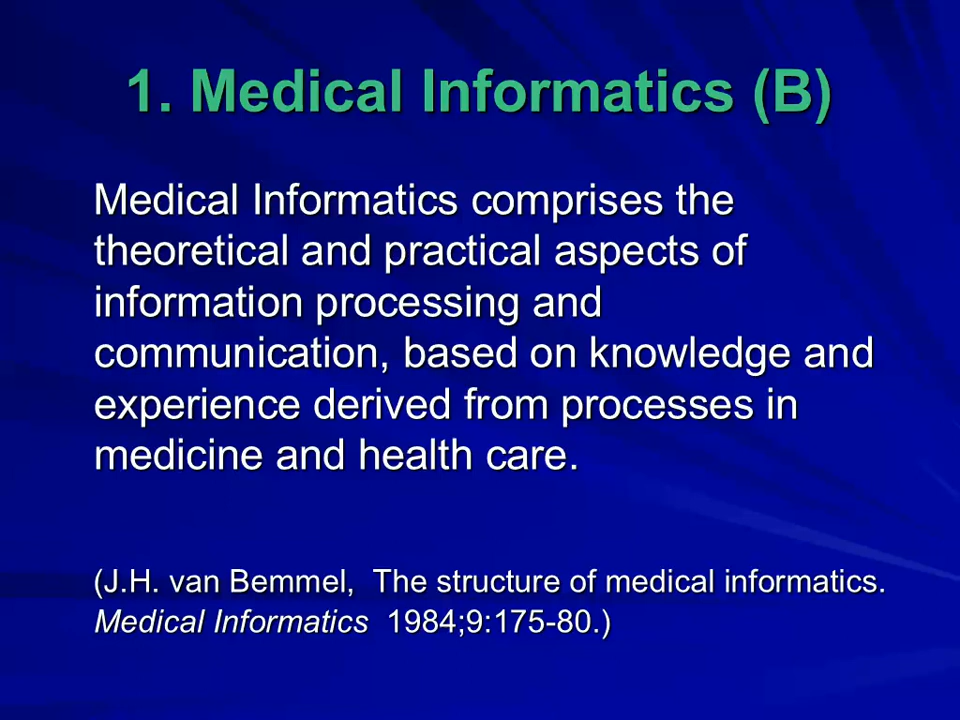 1. Medical Informatics (B)
Medical Informatics comprises the
theoretical and practical aspects of
information processing and
communication, based on knowledge and
experience derived from processes in
medicine and health care.
(J.H. van Bemmel, The structure of medical informatics.
Medical Informatics 1984;9:175-80.)